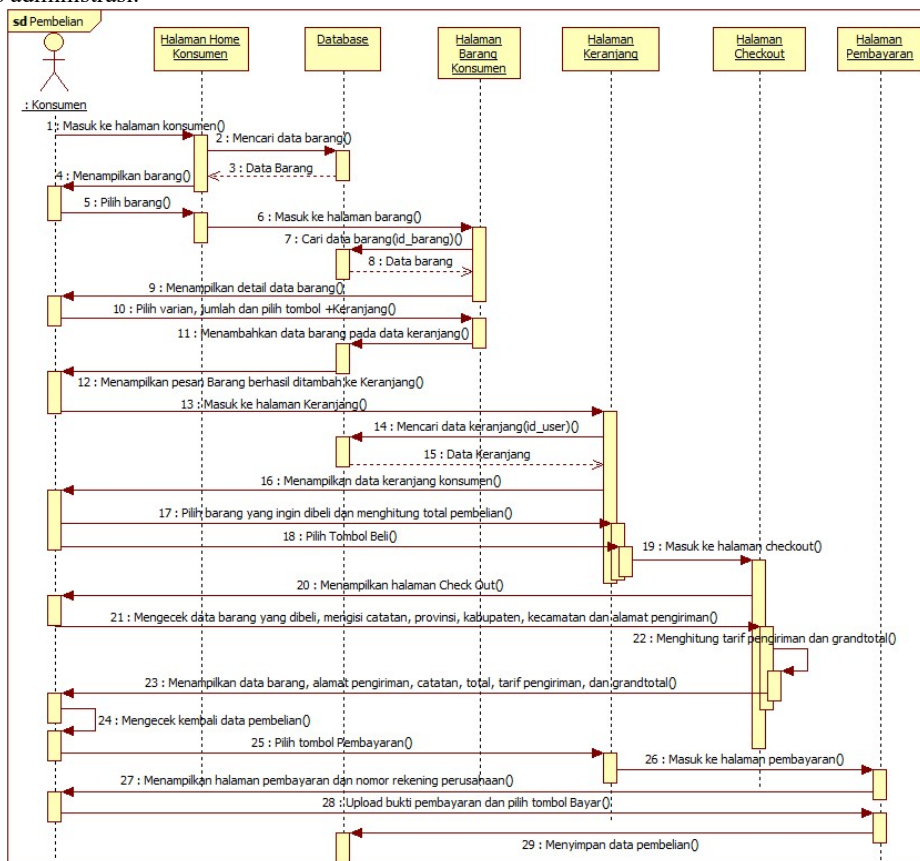 administrasi.
sd Pembelian
: Konsumen
Halaman Home
Konsumen
Database
Halaman
Barang
Konsumen
Halaman
Keranjang
Halaman
Checkout
Halaman
Pembayaran
1 : Masuk ke halaman konsumen()
2 : Mencari data barang()
3 : Data Barang
4 : Menampilkan barang()
5 : Pilih barang()
6 : Masuk ke halaman barang()
7 : Cari data barang(id_barang)()
8 : Data barang
9 : Menampilkan detail data barang()
10 : Pilih varian, jumlah dan pilih tombol +Keranjang()
11 : Menambahkan data barang pada data keranjang()
12 : Menampilkan pesan Barang berhasil ditambah ke Keranjang()
13 : Masuk ke halaman Keranjang()
14 : Mencari data keranjang(id_user)()
15 : Data Keranjang
16 : Menampilkan data keranjang konsumen()
17 : Pilih barang yang ingin dibeli dan menghitung total pembelian()
18 : Pilih Tombol Beli()
19 : Masuk ke halaman checkout()
20 : Menampilkan halaman Check Out()
21 : Mengecek data barang yang dibeli, mengisi catatan, provinsi, kabupaten, kecamatan dan alamat pengiriman()
22 : Menghitung tarif pengiriman dan grandtotal()
23 : Menampilkan data barang, alamat pengiriman, catatan, total, tarif pengiriman, dan grandtotal()
24 : Mengecek kembali data pembelian()
25 : Pilih tombol Pembayaran()
26 : Masuk ke halaman pembayaran()
27 : Menampilkan halaman pembayaran dan nomor rekening perusahaan()
28 : Upload bukti pembayaran dan pilih tombol Bayar()
29 : Menyimpan data pembelian()